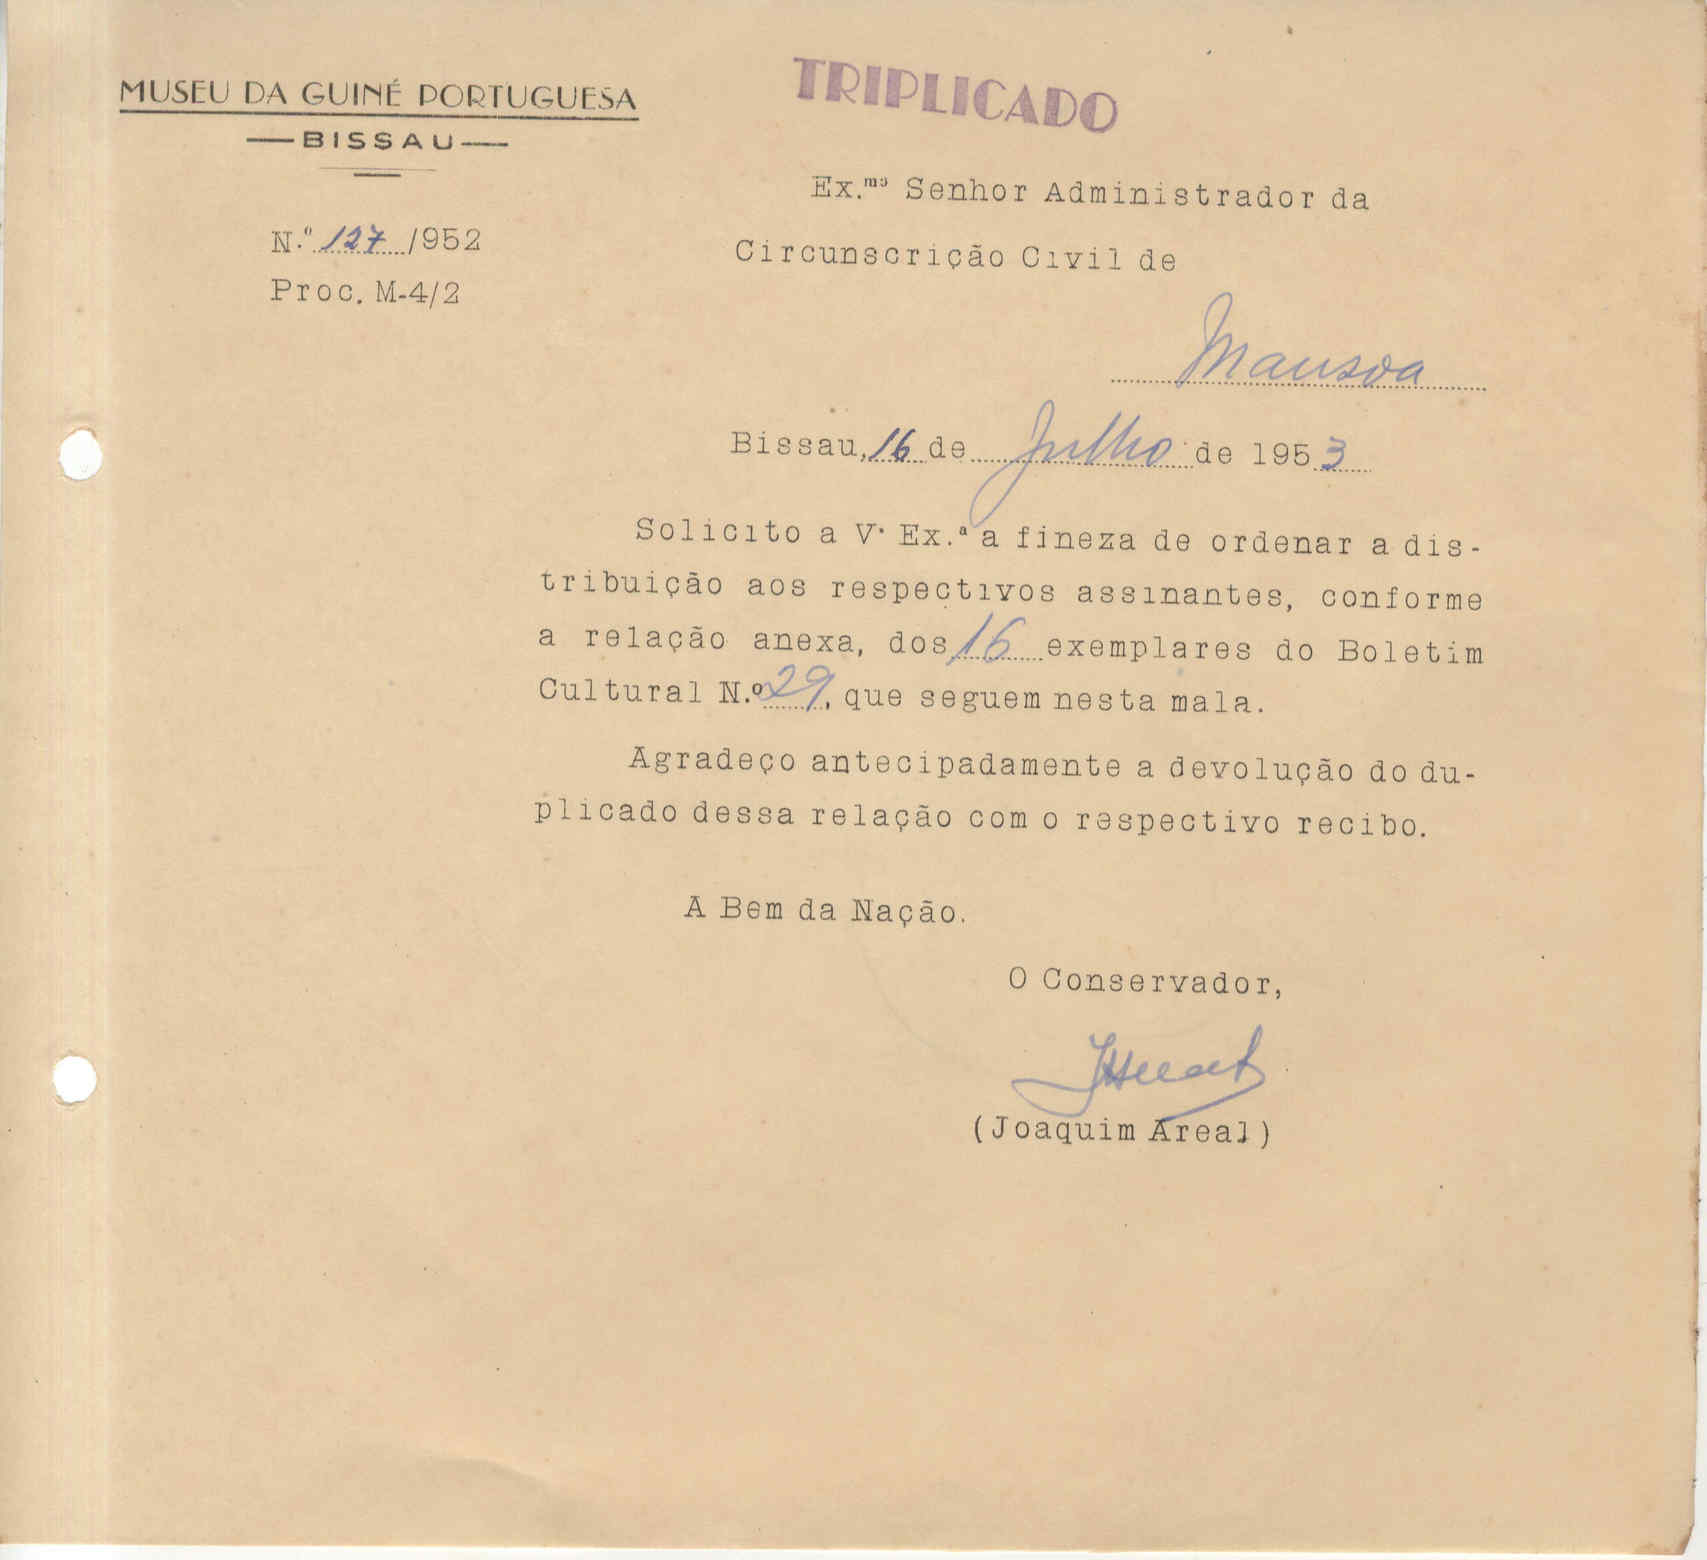 MUSEU DA GUINÉ PORTUGUESA
BISSAU
TRIPLICADO
N.º 127 /952
Proc. M-4/2
Ex.mo Senhor Administrador da
Circunscrição Civil de
Mansoa
Bissau, 16 de Julho de 1953
Solicito a V. Ex.ª a fineza de ordenar a dis-
tribuição aos respectivos assinantes, conforme
a relação anexa, dos 16 exemplares do Boletim
Cultural N.º 29, que seguem nesta mala.
Agradeço antecipadamente a devolução do du-
plicado dessa relação com o respectivo recibo.
A Bem da Nação.
O Conservador,
(Joaquim Areal)